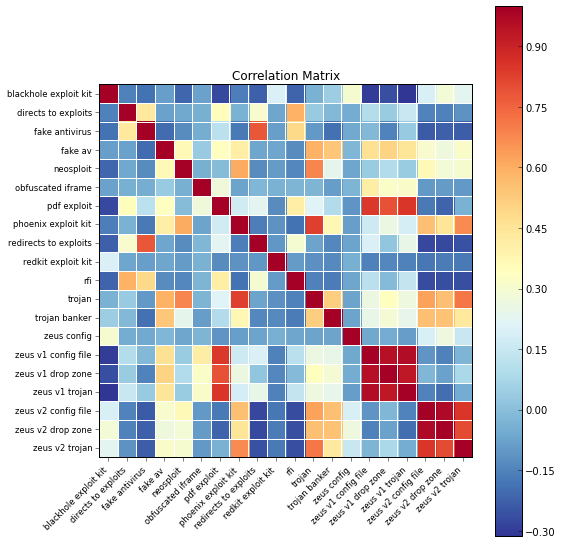 Correlation Matrix
blackhole exploit kit
directs to exploits
fake antivirus
fake av
neosploit
obfuscated iframe
pdf exploit
phoenix exploit kit
redirects to exploits
redkit exploit kit
rfi
trojan
trojan banker
zeus config
zeus v1 config file
zeus v1 drop zone
zeus v1 trojan
zeus v2 config file
zeus v2 drop zone
zeus v2 trojan
blackhole exploit kit
directs to exploits
fake antivirus
fake av
neosploit
obfuscated iframe
pdf exploit
phoenix exploit kit
redirects to exploits
redkit exploit kit
rfi
trojan
trojan banker
zeus config
zeus v1 config file
zeus v1 drop zone
zeus v1 trojan
zeus v2 config file
zeus v2 drop zone
zeus v2 trojan
0.90
0.75
0.60
0.45
0.30
0.15
0.00
−0.15
−0.30